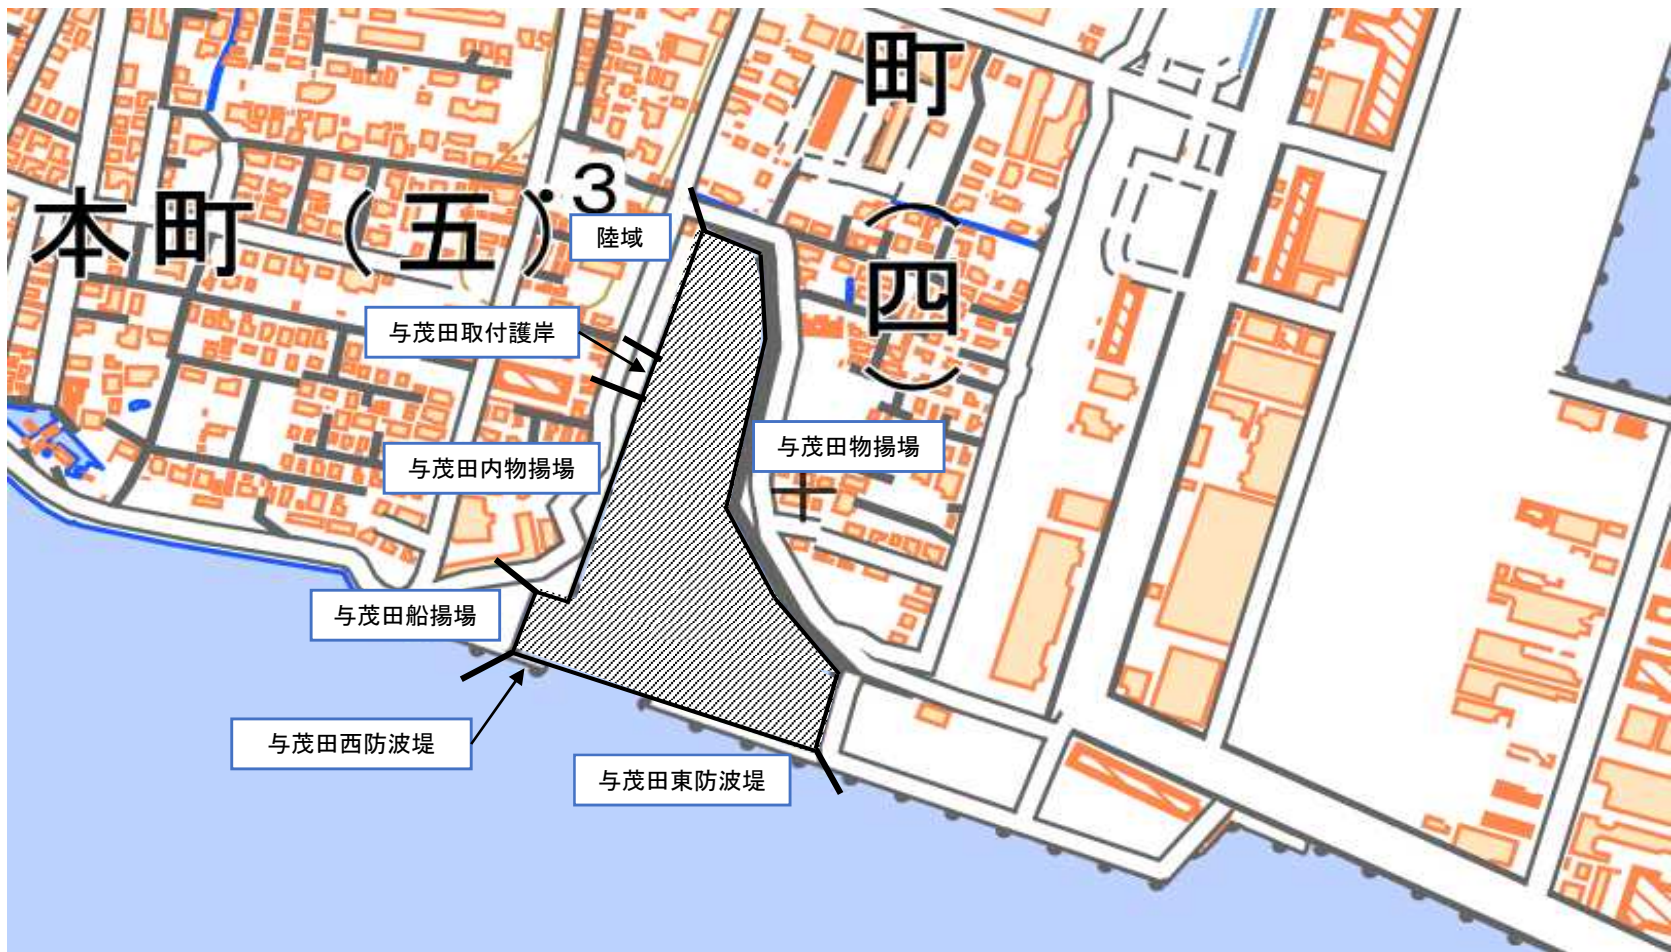 町
（四）
本町（五）
・3
陸域
与茂田取付護岸
与茂田物揚場
与茂田内物揚場
与茂田船揚場
与茂田西防波堤
与茂田東防波堤